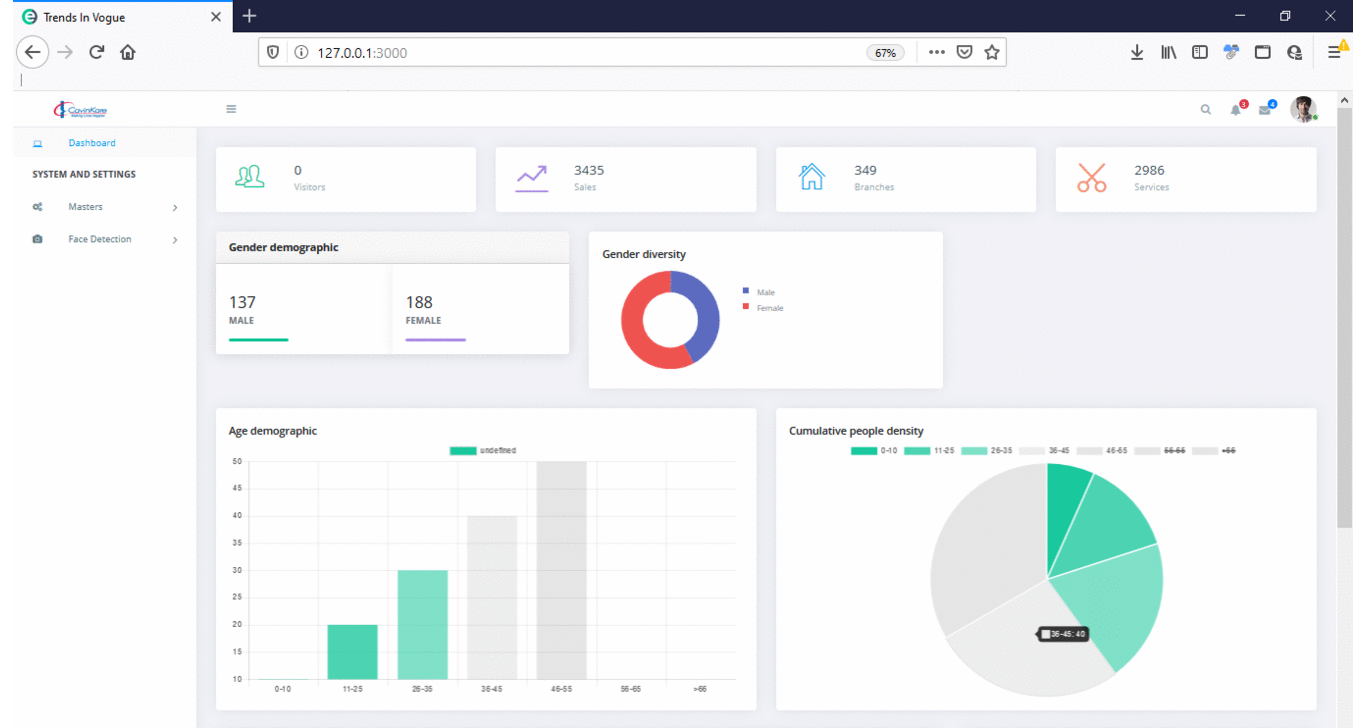 Trends In Vogue
127.0.0.1:3000
67%
CavinKare
3
4
Dashboard
SYSTEM AND SETTINGS
Masters
Face Detection
0
Visitors
3435
Sales
349
Branches
2986
Services
Gender demographic
137
MALE
188
FEMALE
Gender diversity
Male
Female
Age demographic
undefined
50
45
40
35
30
25
20
15
10
0-10
11-25
26-35
36-45
46-55
56-65
>66
Cumulative people density
0-10
11-25
26-35
36-45
46-65
56-66
36-45: 40